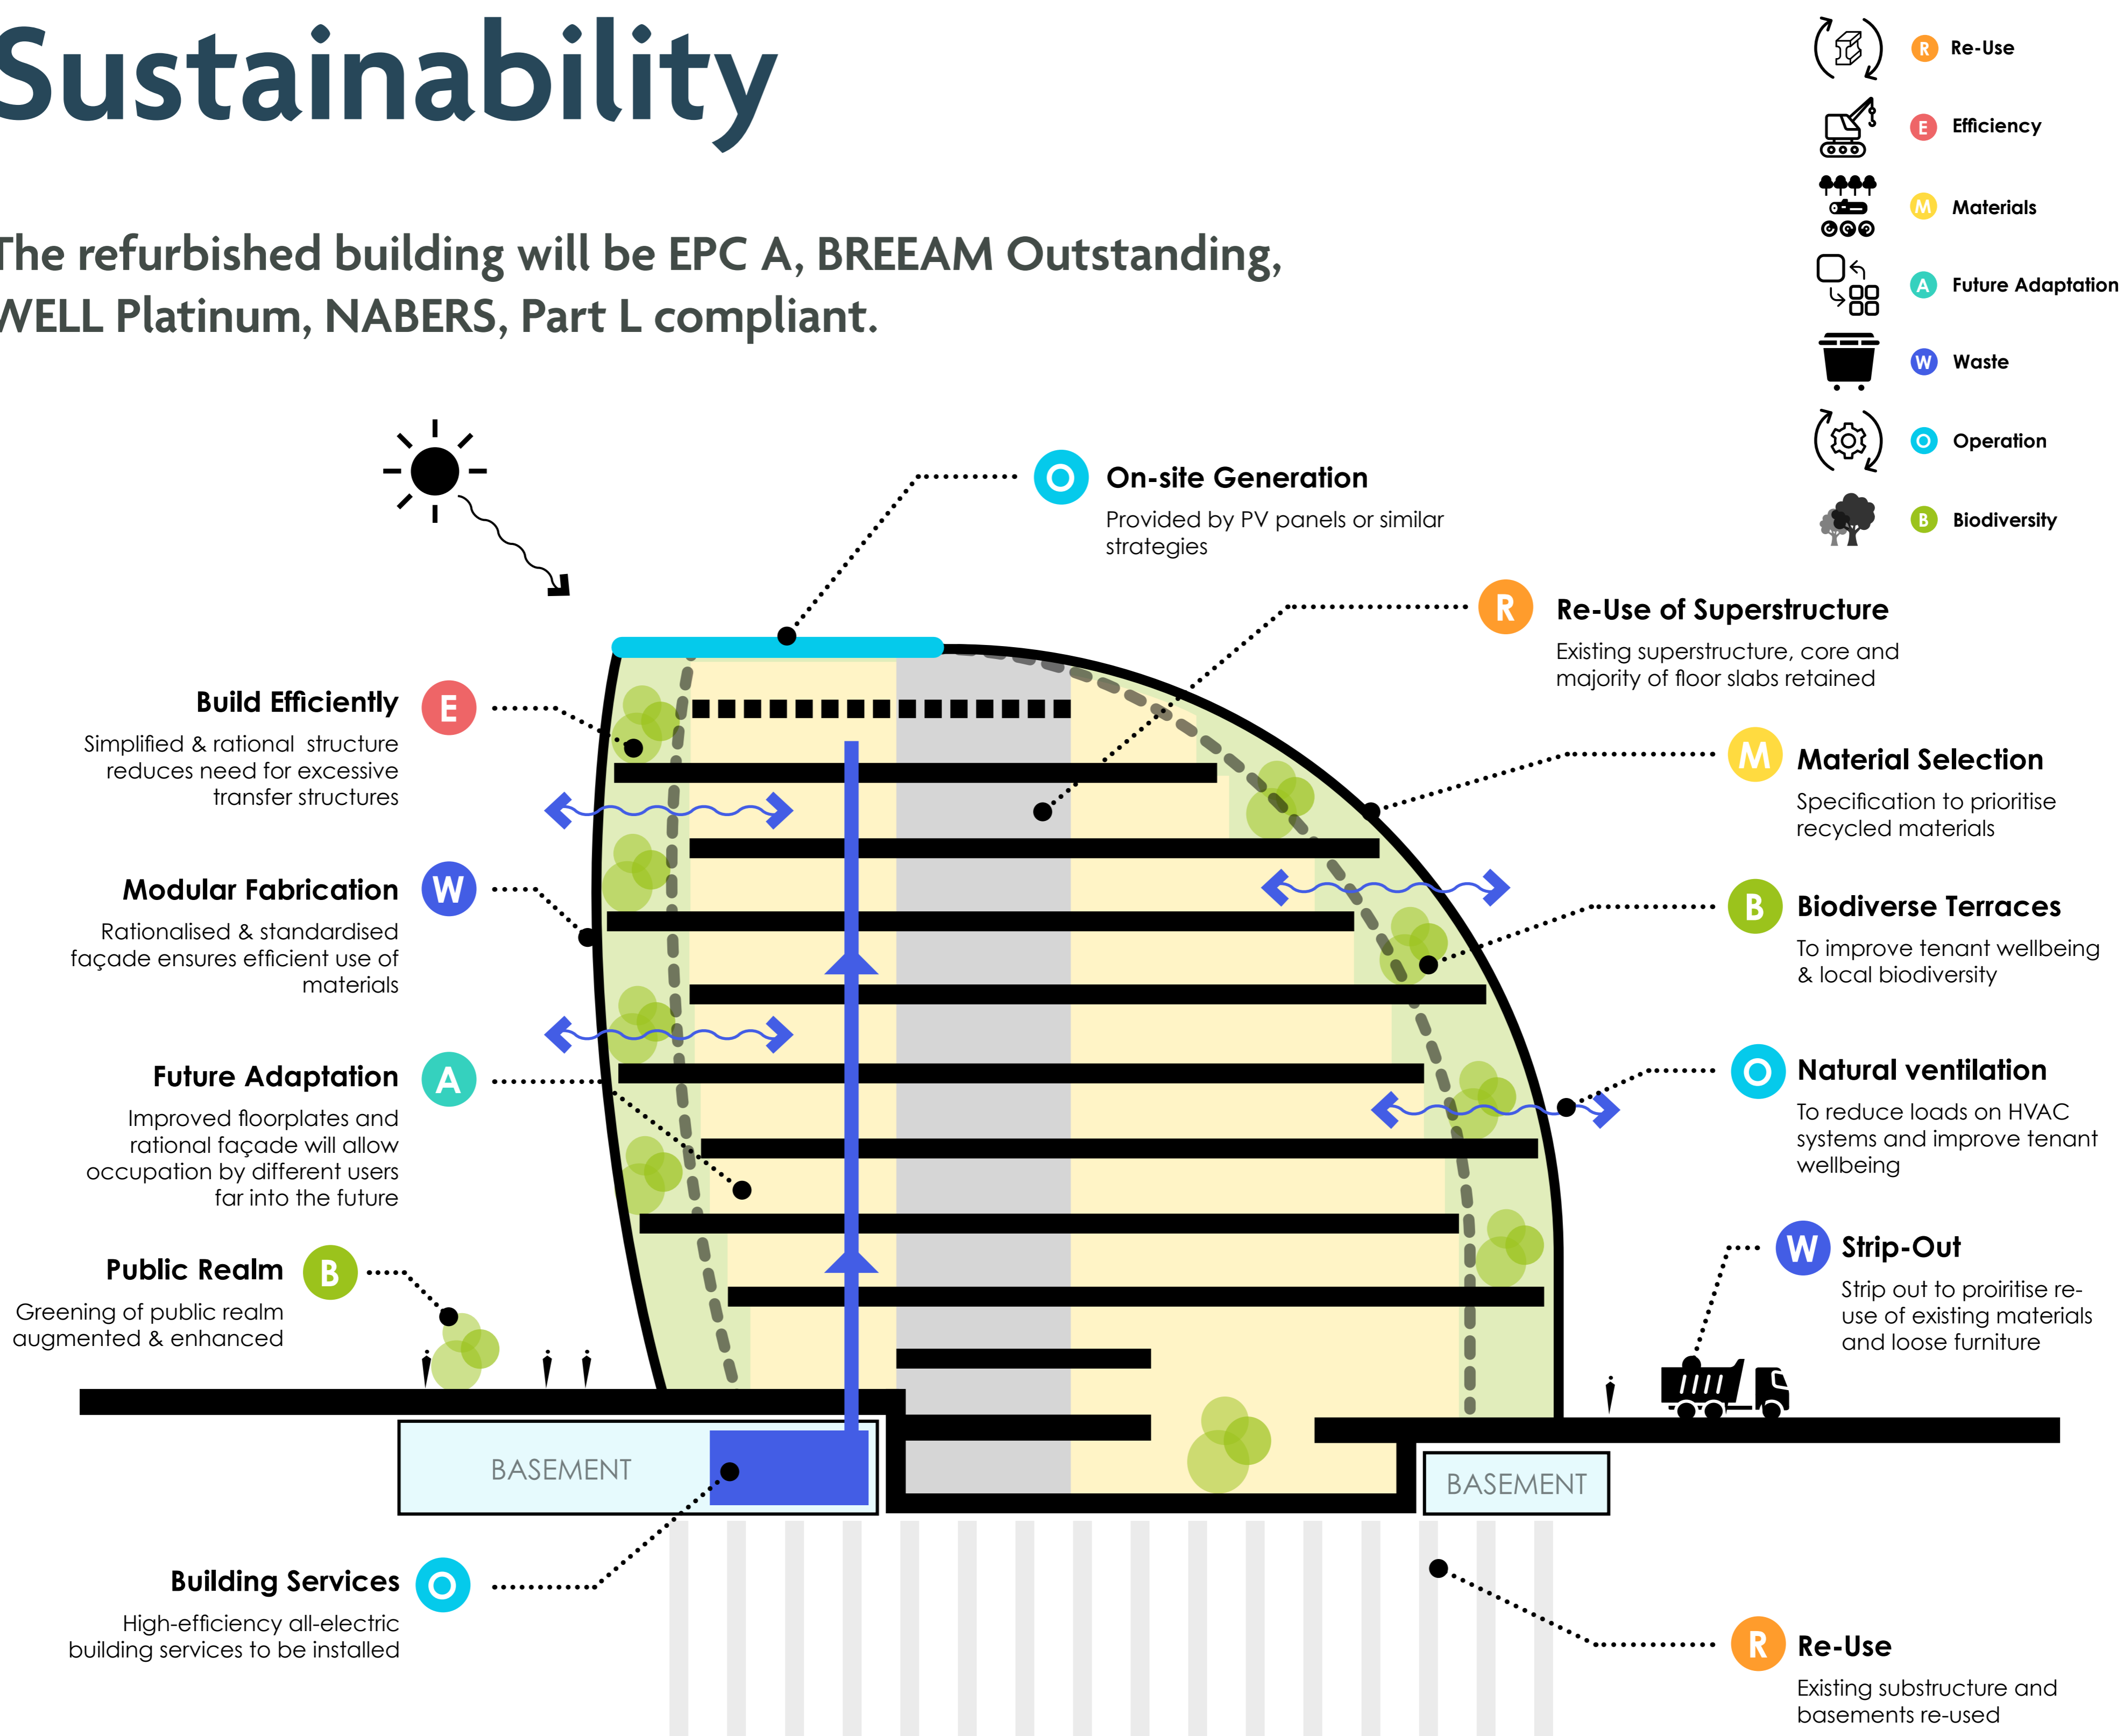 Sustainability
The refurbished building will be EPC A, BREEAM Outstanding,
WELL Platinum, NABERS, Part L compliant.
R Re-Use
E Efficiency
M Materials
A Future Adaptation
W Waste
O Operation
B Biodiversity
O On-site Generation
Provided by PV panels or similar
strategies
R Re-Use of Superstructure
Existing superstructure, core and
majority of floor slabs retained
Build Efficiently E
Simplified & rational structure
reduces need for excessive
transfer structures
M Material Selection
Specification to prioritise
recycled materials
Modular Fabrication W
Rationalised & standardised
façade ensures efficient use of
materials
B Biodiverse Terraces
To improve tenant wellbeing
& local biodiversity
Future Adaptation A
Improved floorplates and
rational façade will allow
occupation by different users
far into the future
O Natural ventilation
To reduce loads on HVAC
systems and improve tenant
wellbeing
Public Realm B
Greening of public realm
augmented & enhanced
W Strip-Out
Strip out to proiritise re-
use of existing materials
and loose furniture
BASEMENT
BASEMENT
Building Services O
High-efficiency all-electric
building services to be installed
R Re-Use
Existing substructure and
basements re-used